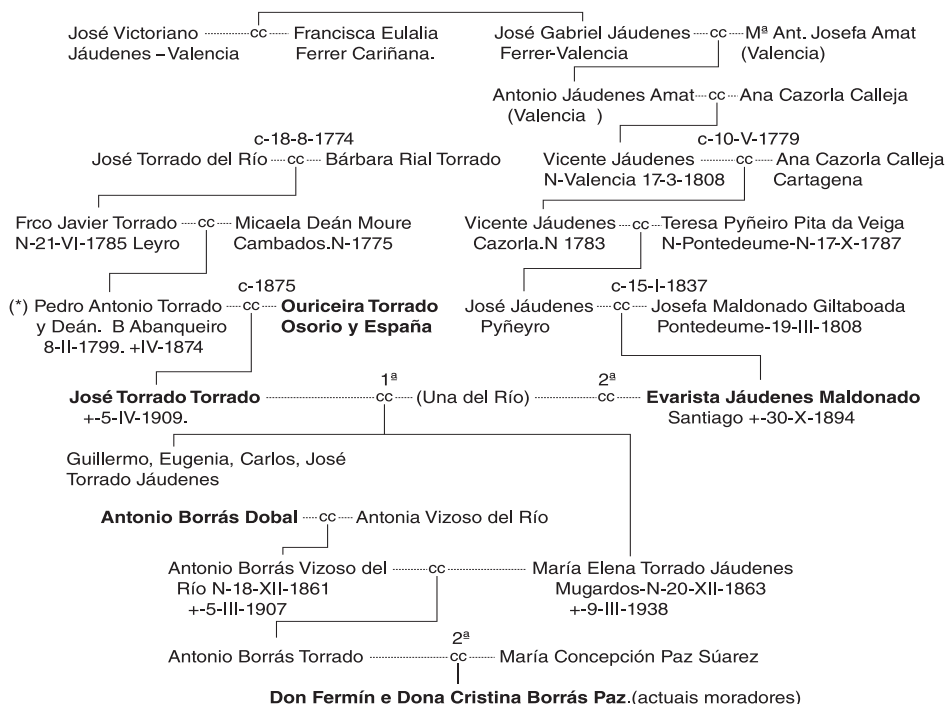 José Victoriano cc Francisca Eulalia José Gabriel Jáudenes cc Mª Ant. Josefa Amat
Jáudenes – Valencia Ferrer Cariñana. Ferrer-Valencia (Valencia)
Antonio Jáudenes Amat cc Ana Cazorla Calleja
(Valencia )
c-18-8-1774 c-10-V-1779
José Torrado del Río cc Bárbara Rial Torrado Vicente Jáudenes cc Ana Cazorla Calleja
N-Valencia 17-3-1808 Cartagena
Frco Javier Torrado cc Micaela Deán Moure Vicente Jáudenes cc Teresa Pyñeiro Pita da Veiga
N-21-VI-1785 Leyro Cambados.N-1775 Cazorla.N 1783 N-Pontedeume-N-17-X-1787
c-1875 c-15-I-1837
(*) Pedro Antonio Torrado cc Ouriceira Torrado José Jáudenes cc Josefa Maldonado Giltaboada
y Deán. B Abanqueiro Osorio y España Pyñeyro Pontedeume-19-III-1808
8-II-1799. +IV-1874
1ª 2ª
José Torrado Torrado cc (Una del Río) cc Evarista Jáudenes Maldonado
+-5-IV-1909. Santiago +-30-X-1894
Guillermo, Eugenia, Carlos, José
Torrado Jáudenes
Antonio Borrás Dobal cc Antonia Vizoso del Río
Antonio Borrás Vizoso del cc María Elena Torrado Jáudenes
Río N-18-XII-1861 Mugardos-N-20-XII-1863
+-5-III-1907 +-9-III-1938
2ª
Antonio Borrás Torrado cc María Concepción Paz Súarez
Don Fermín e Dona Cristina Borrás Paz.(actuais moradores)